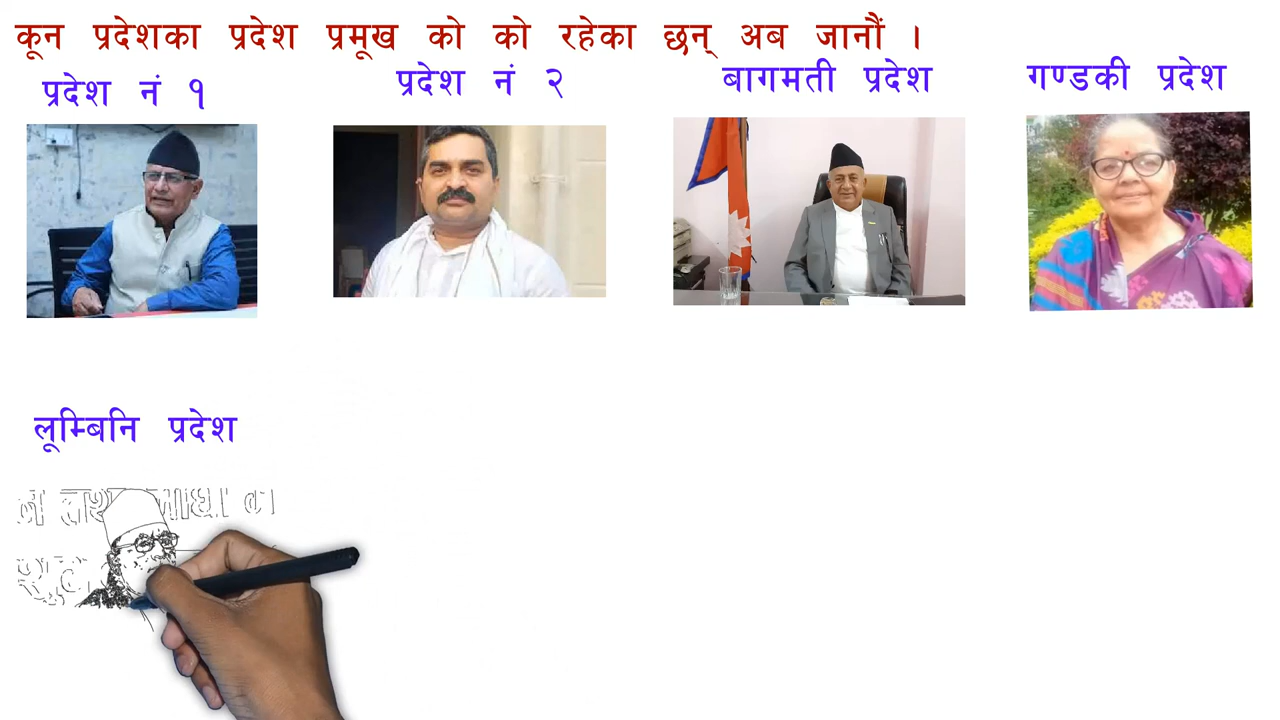 कून प्रदेशका प्रदेश प्रमूख को को रहेका छन् अब जानौं ।
प्रदेश नं १
प्रदेश नं २
बागमती प्रदेश
गण्डकी प्रदेश
लूम्बिनि प्रदेश